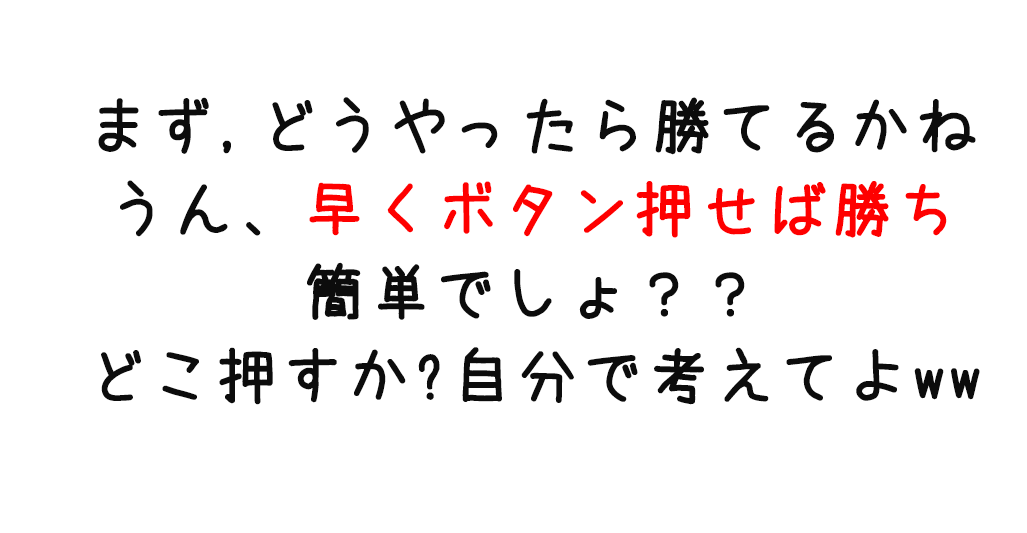 まず,どうやったら勝てるかね
うん、早くボタン押せば勝ち
簡単でしょ？？
どこ押すか?自分で考えてよww